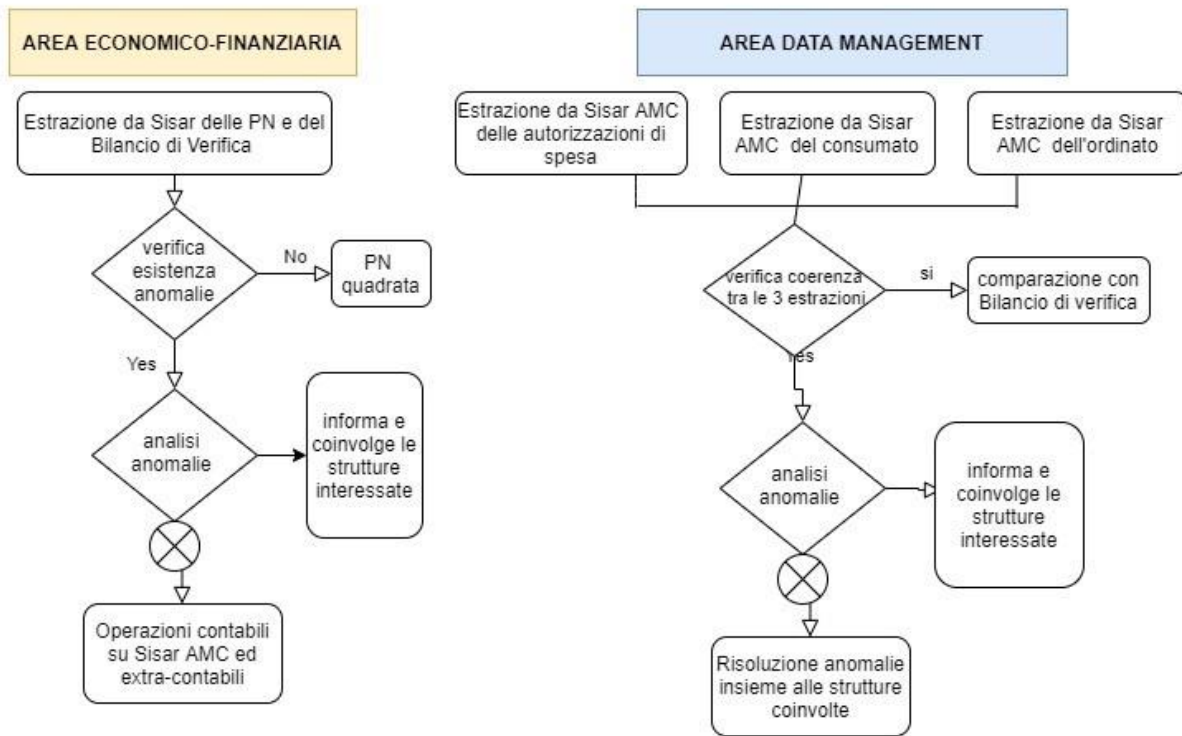 AREA ECONOMICO-FINANZIARIA
Estrazione da Sisar delle PN e del
Bilancio di Verifica
verifica
esistenza
anomalie
No
PN
quadrata
Yes
analisi
anomalie
informa e
coinvolge le
strutture
interessate
Operazioni contabili
su Sisar AMC ed
extra-contabili
AREA DATA MANAGEMENT
Estrazione da Sisar AMC
delle autorizzazioni di
spesa
Estrazione da Sisar
AMC del consumato
Estrazione da Sisar
AMC dell'ordinato
verifica coerenza
tra le 3 estrazioni
si
comparazione con
Bilancio di verifica
Yes
analisi
anomalie
informa e
coinvolge le
strutture
interessate
Risoluzione anomalie
insieme alle strutture
coinvolte